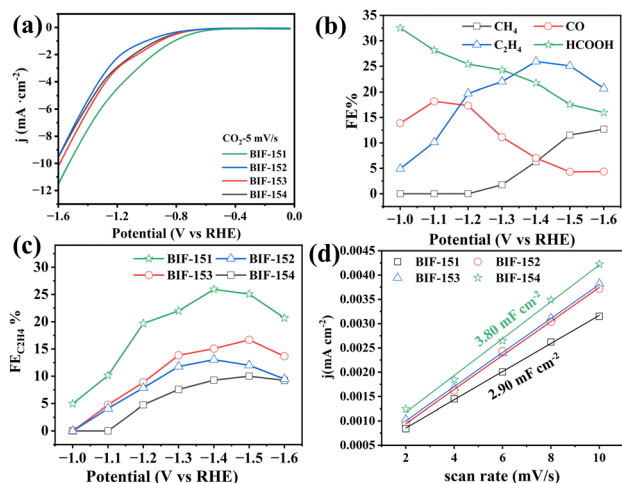 (a)
j (mA ·cm-2)
0
−2
−4
−6
−8
−10
−12
CO2-5 mV/s
BIF-151
BIF-152
BIF-153
BIF-154
−1.6 −1.2 −0.8 −0.4 0.0
Potential (V vs RHE)
(b)
FE%
35
30
25
20
15
10
5
0
CH4 CO
C2H4 HCOOH
−1.0 −1.1 −1.2 −1.3 −1.4 −1.5 −1.6
Potential (V vs RHE)
(c)
FEC2H4 %
30
25
20
15
10
5
0
BIF-151 BIF-152
BIF-153 BIF-154
−1.0 −1.1 −1.2 −1.3 −1.4 −1.5 −1.6
Potential (V vs RHE)
(d)
j(mA cm-2)
0.0045
0.0040
0.0035
0.0030
0.0025
0.0020
0.0015
0.0010
0.0005
BIF-151 BIF-152
BIF-153 BIF-154
3.80 mF cm-2
2.90 mF cm-2
2 4 6 8 10
scan rate (mV/s)